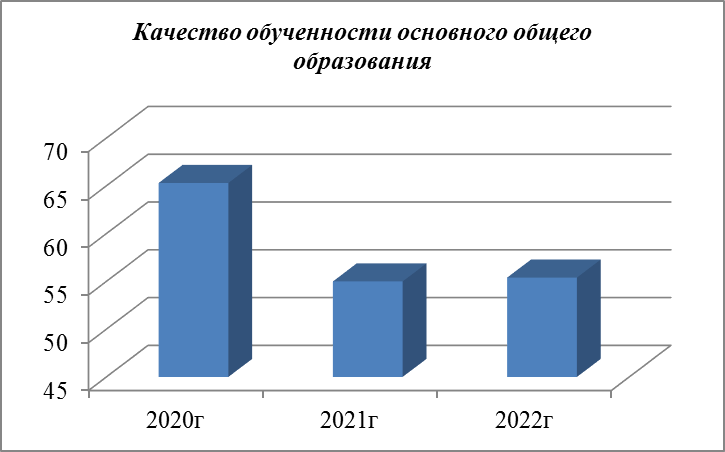 Качество обученности основного общего
образования
70
65
60
55
50
45
2020г 2021г 2022г